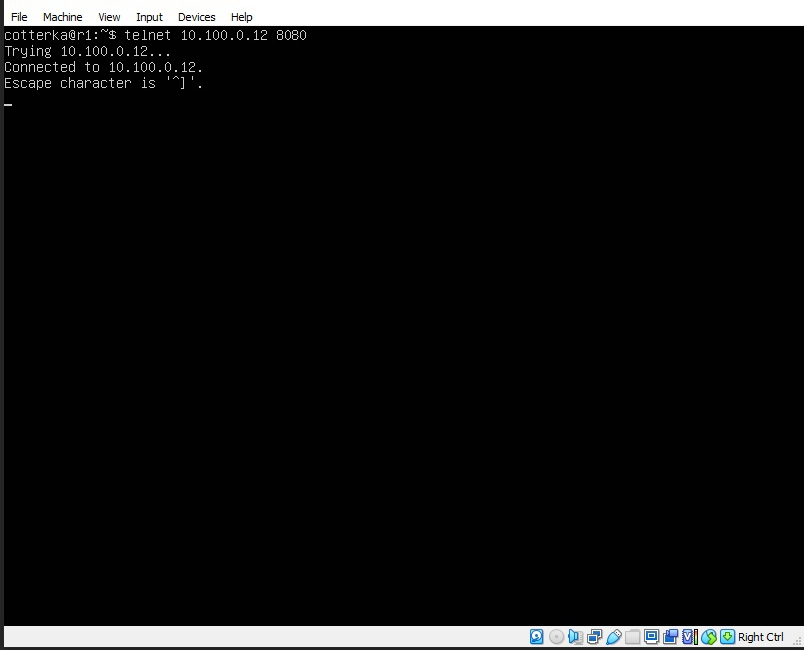 File Machine View Input Devices Help
cotterka@r1:~$ telnet 10.100.0.12 8080
Trying 10.100.0.12...
Connected to 10.100.0.12.
Escape character is '^]'.
Right Ctrl